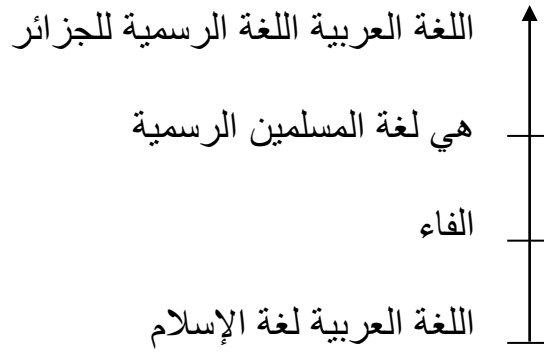 اللغة العربية اللغة الرسمية للجزائر
هي لغة المسلمين الرسمية
الفاء
اللغة العربية لغة الإسلام